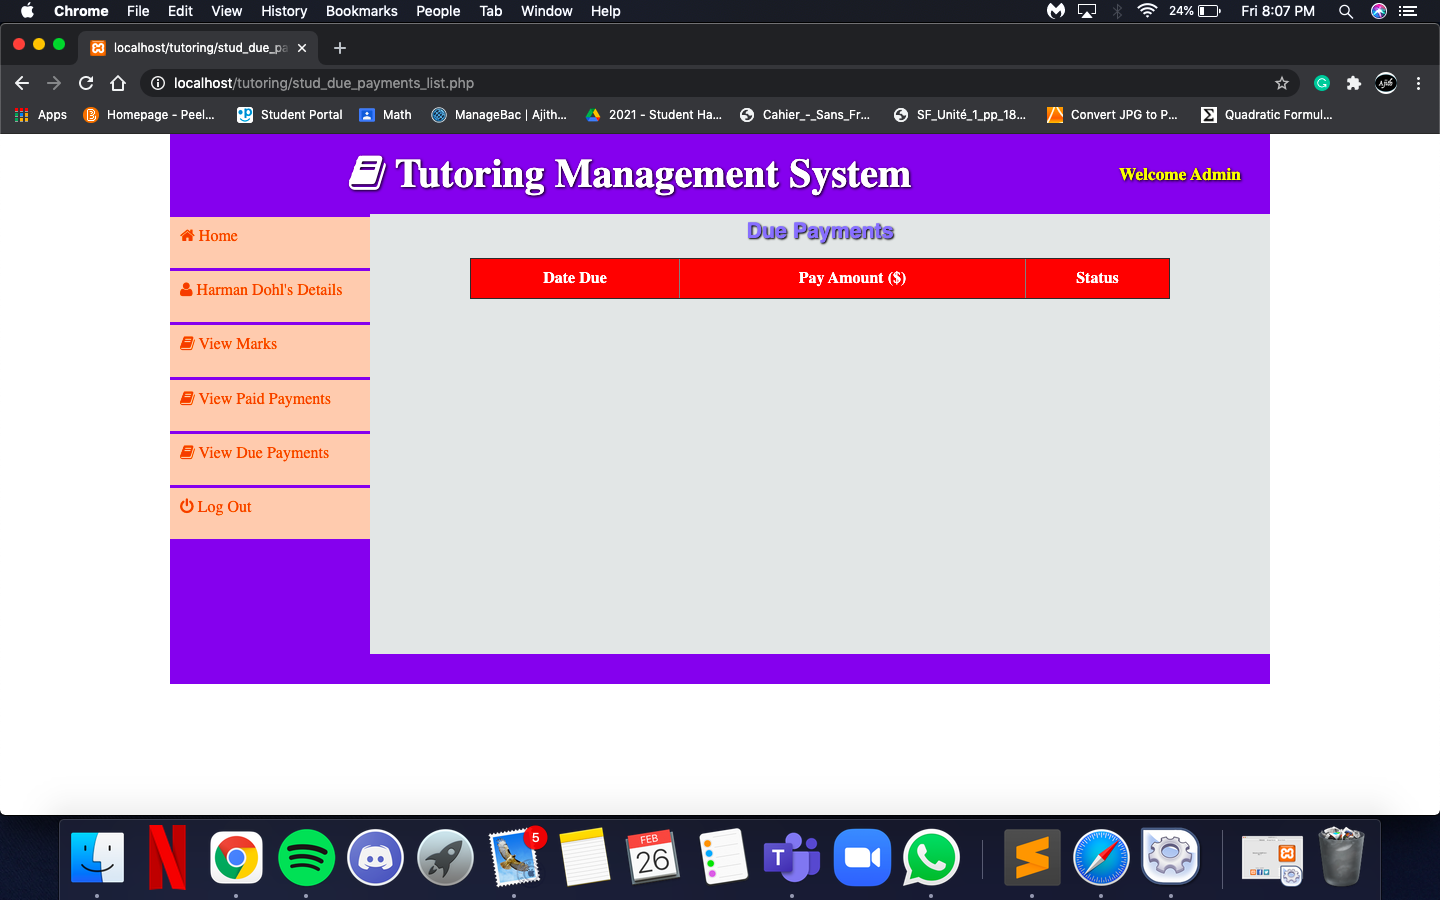 Chrome File Edit View History Bookmarks People Tab Window Help 24% Fri 8:07 PM
localhost/tutoring/stud_due_pa
localhost/tutoring/stud_due_payments_list.php
Apps Homepage - Peel... Student Portal Math ManageBac | Ajith... 2021 - Student Ha... Cahier_-_Sans_Fr... SF_Unité_1_pp_18... Convert JPG to P... Quadratic Formul...
Tutoring Management System
Welcome Admin
Home
Harman Dohl's Details
View Marks
View Paid Payments
View Due Payments
Log Out
Due Payments
Date Due Pay Amount ($) Status
5
FEB
26
T